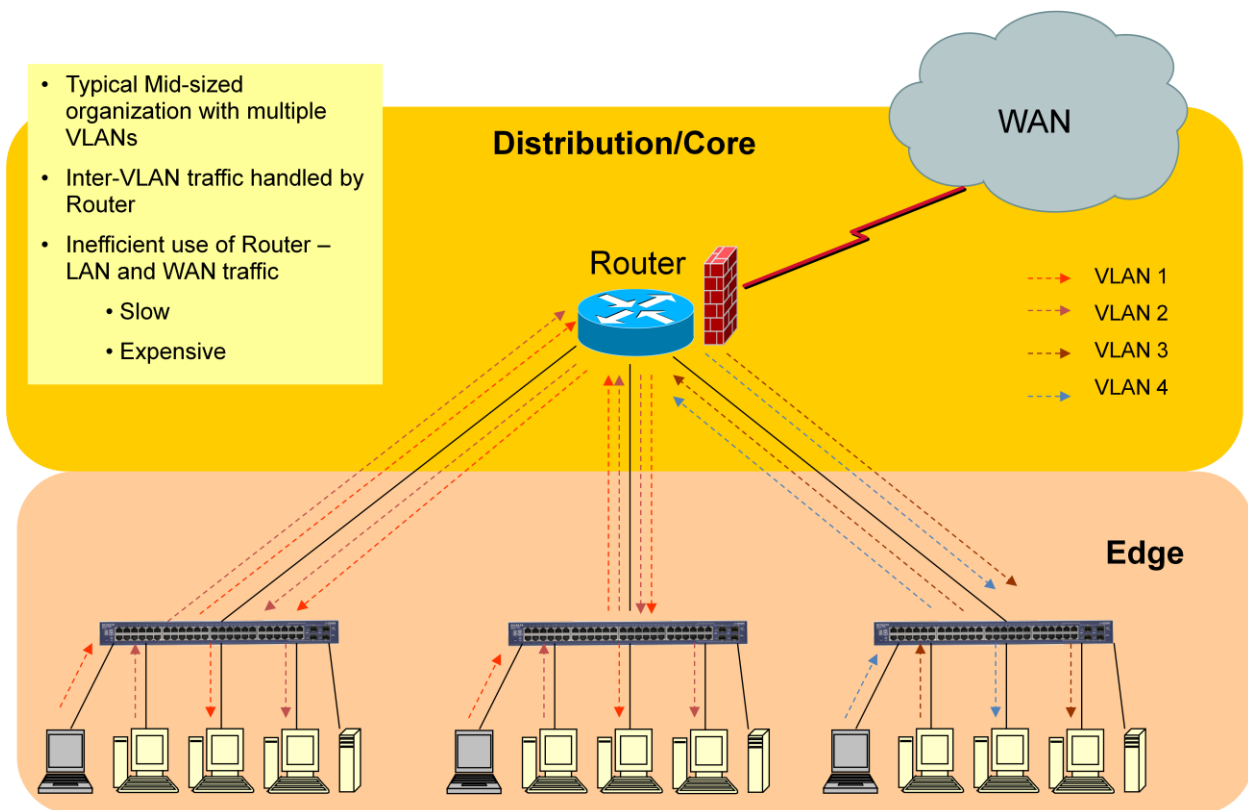 • Typical Mid-sized
organization with multiple
VLANs
• Inter-VLAN traffic handled by
Router
• Inefficient use of Router –
LAN and WAN traffic
• Slow
• Expensive
Distribution/Core
WAN
Router
VLAN 1
VLAN 2
VLAN 3
VLAN 4
Edge